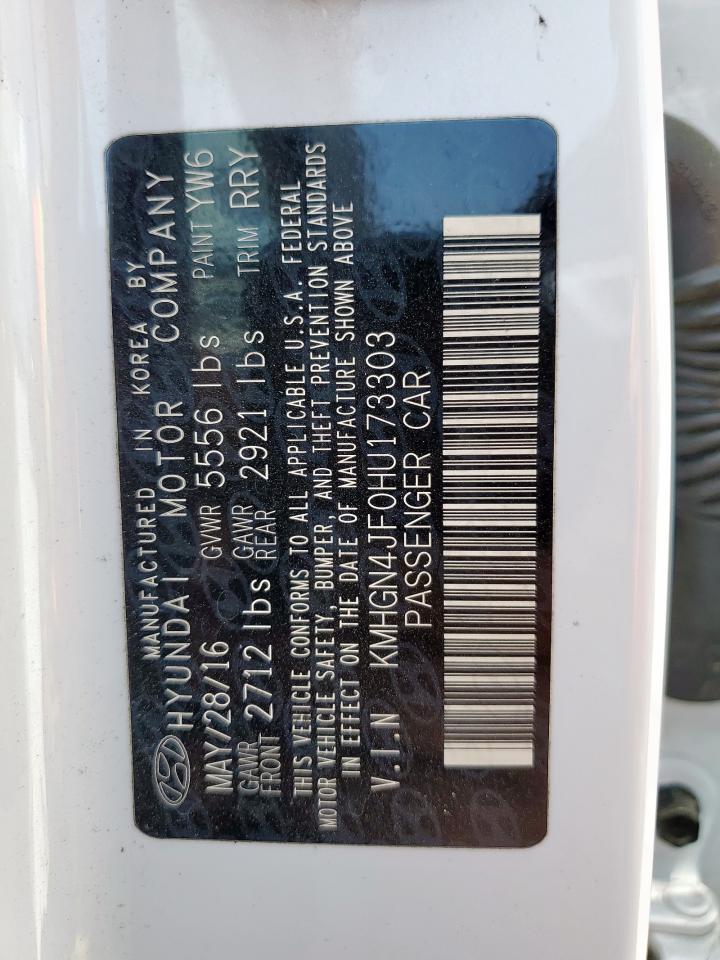 MANUFACTURED IN KOREA BY
HYUNDAI MOTOR COMPANY
MAY/28/16 GVWR 5556 lbs PAINT YW6
GAWR FRONT 2712 lbs GAWR REAR 2921 lbs TRIM RRY
THIS VEHICLE CONFORMS TO ALL APPLICABLE U.S.A. FEDERAL
MOTOR VEHICLE SAFETY, BUMPER, AND THEFT PREVENTION STANDARDS
IN EFFECT ON THE DATE OF MANUFACTURE SHOWN ABOVE
V.I.N KMHGN4JF0HU173303
PASSENGER CAR